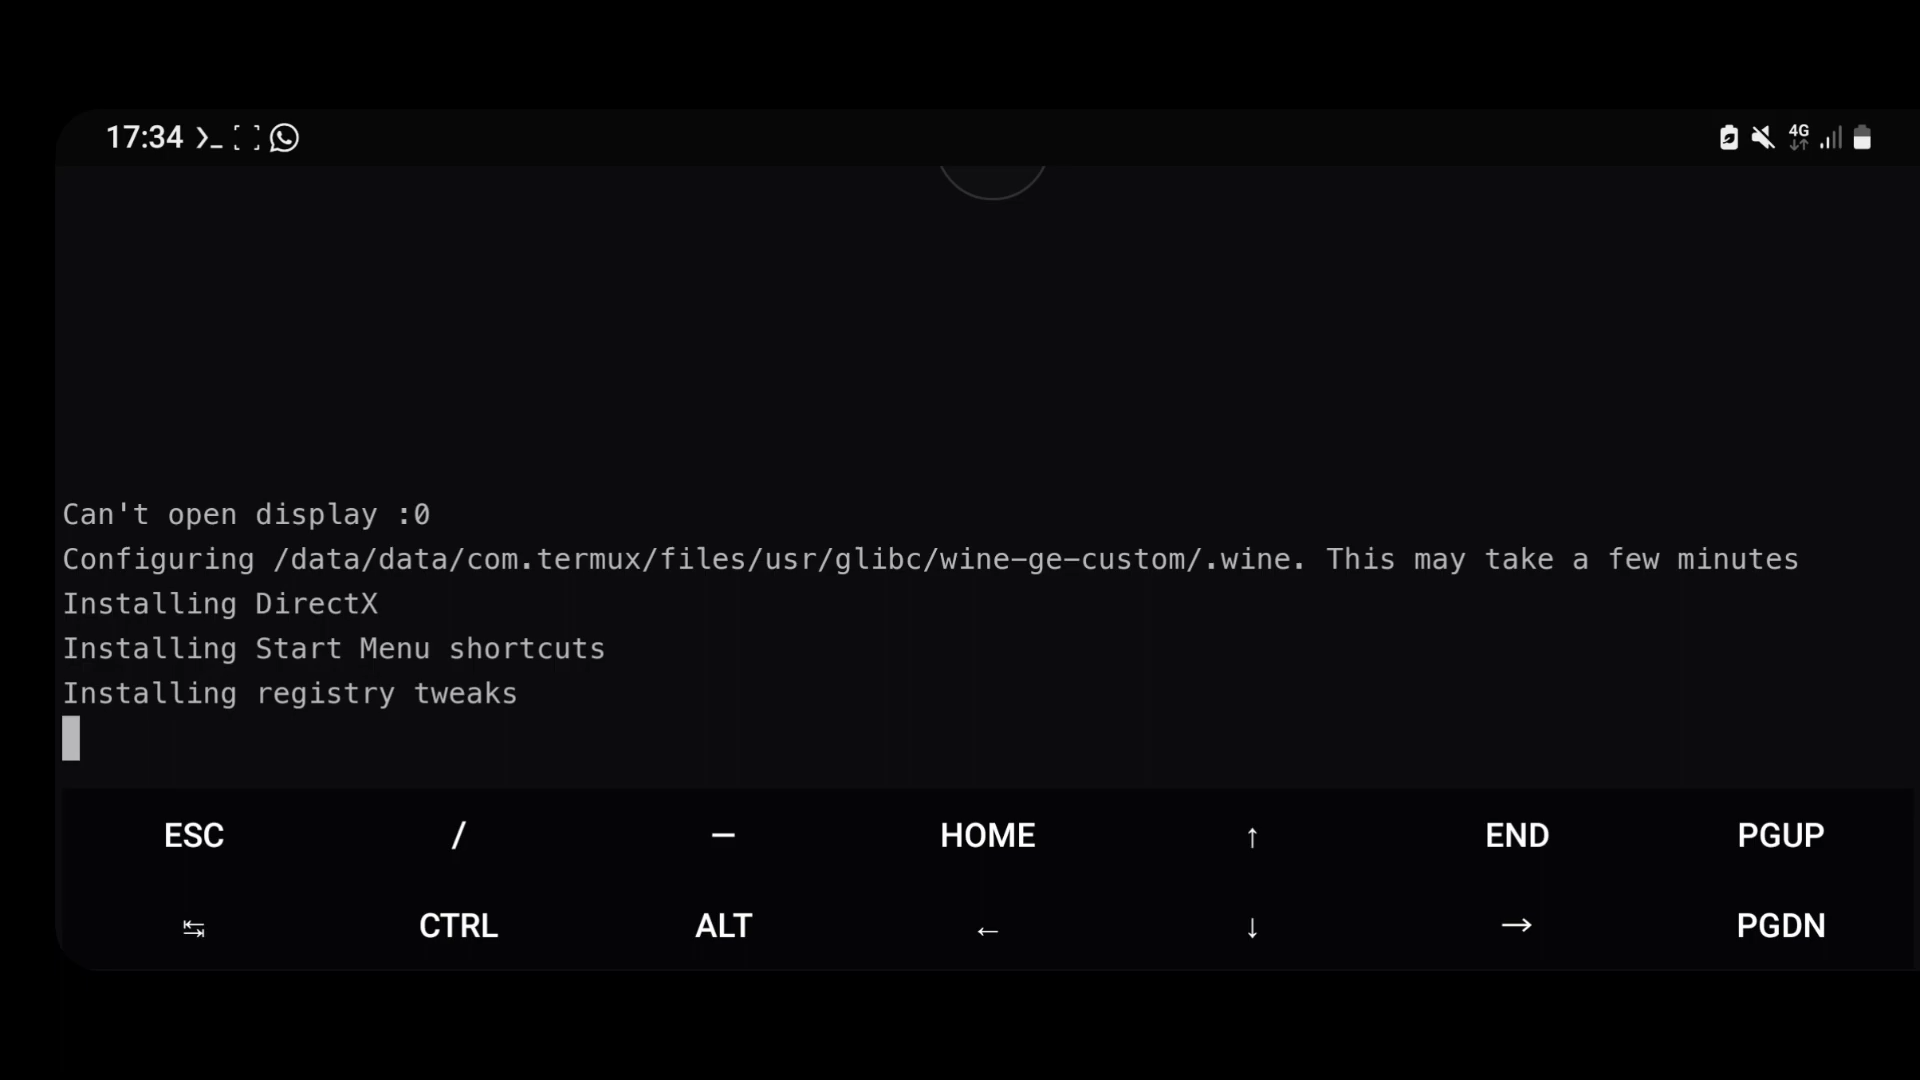 17:34
4G
Can't open display :0
Configuring /data/data/com.termux/files/usr/glibc/wine-ge-custom/.wine. This may take a few minutes
Installing DirectX
Installing Start Menu shortcuts
Installing registry tweaks
ESC / — HOME ↑ END PGUP
↹ CTRL ALT ← ↓ → PGDN